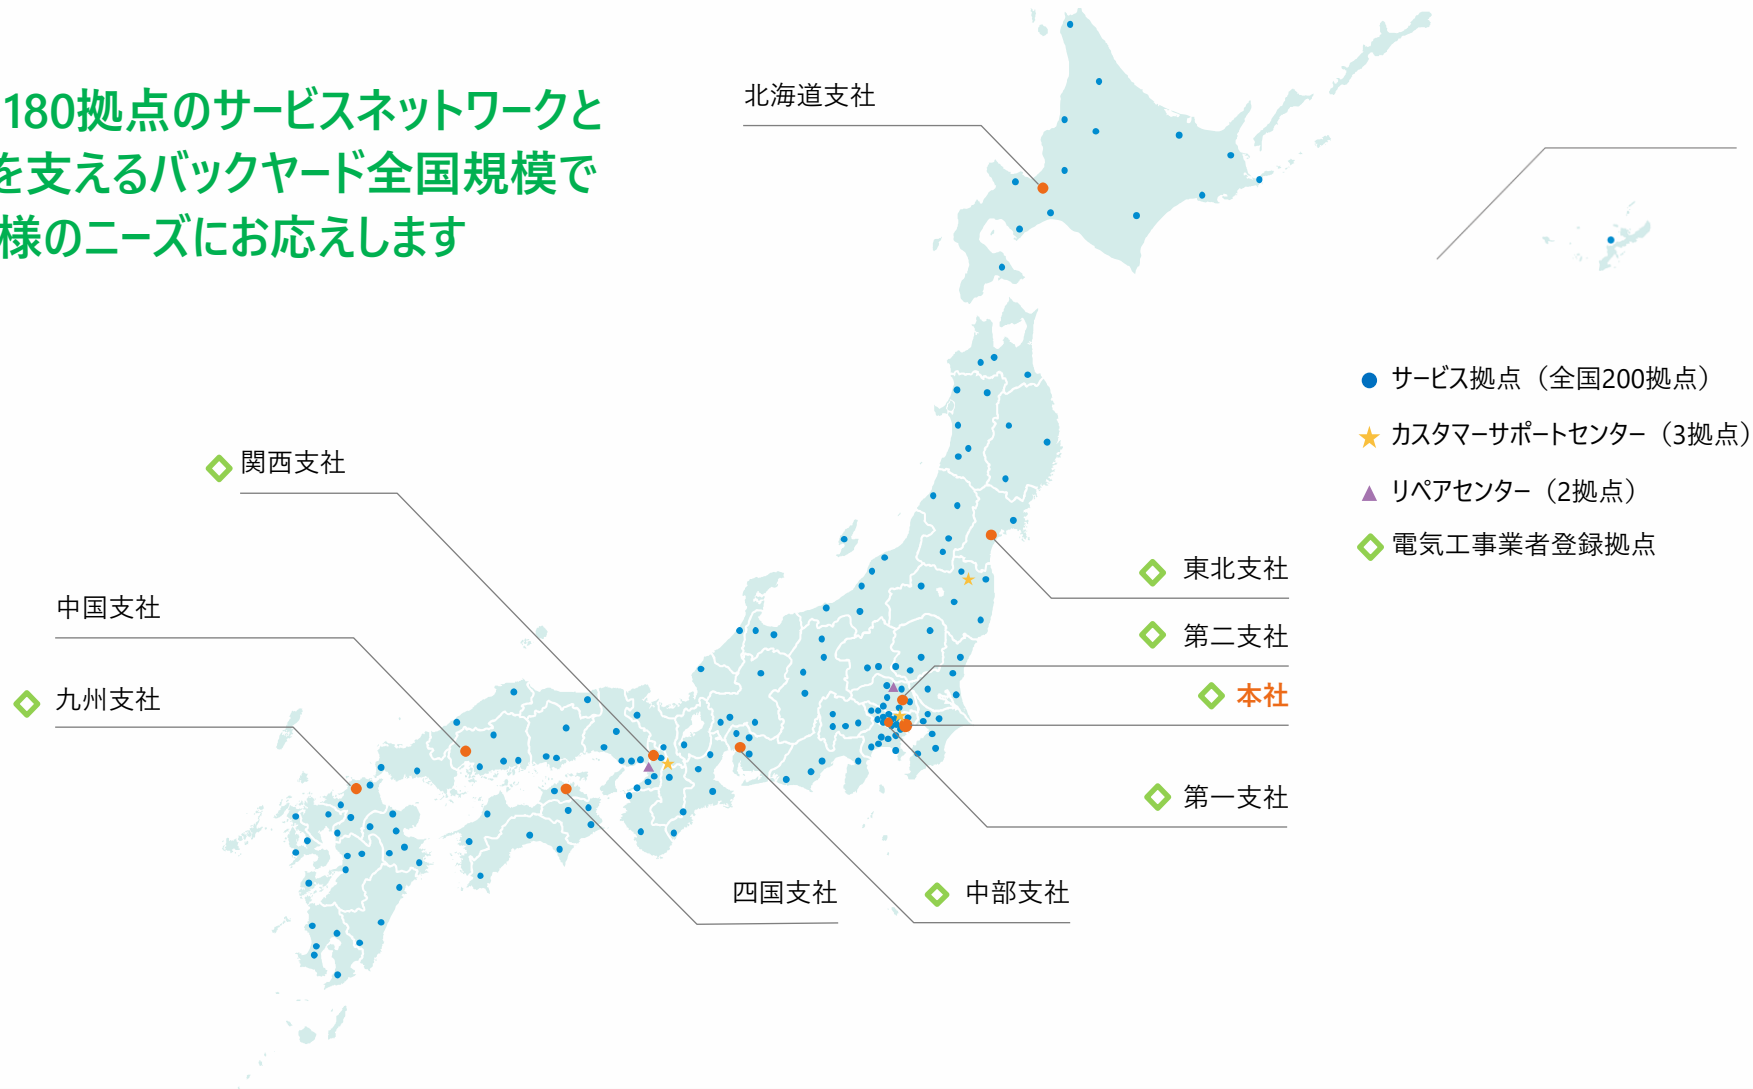 180拠点のサービスネットワークと
を支えるバックヤード全国規模で
様のニーズにお応えします
北海道支社
サービス拠点（全国200拠点）
カスタマーサポートセンター（3拠点）
リペアセンター（2拠点）
電気工事業者登録拠点
関西支社
東北支社
中国支社
第二支社
九州支社
本社
第一支社
四国支社
中部支社